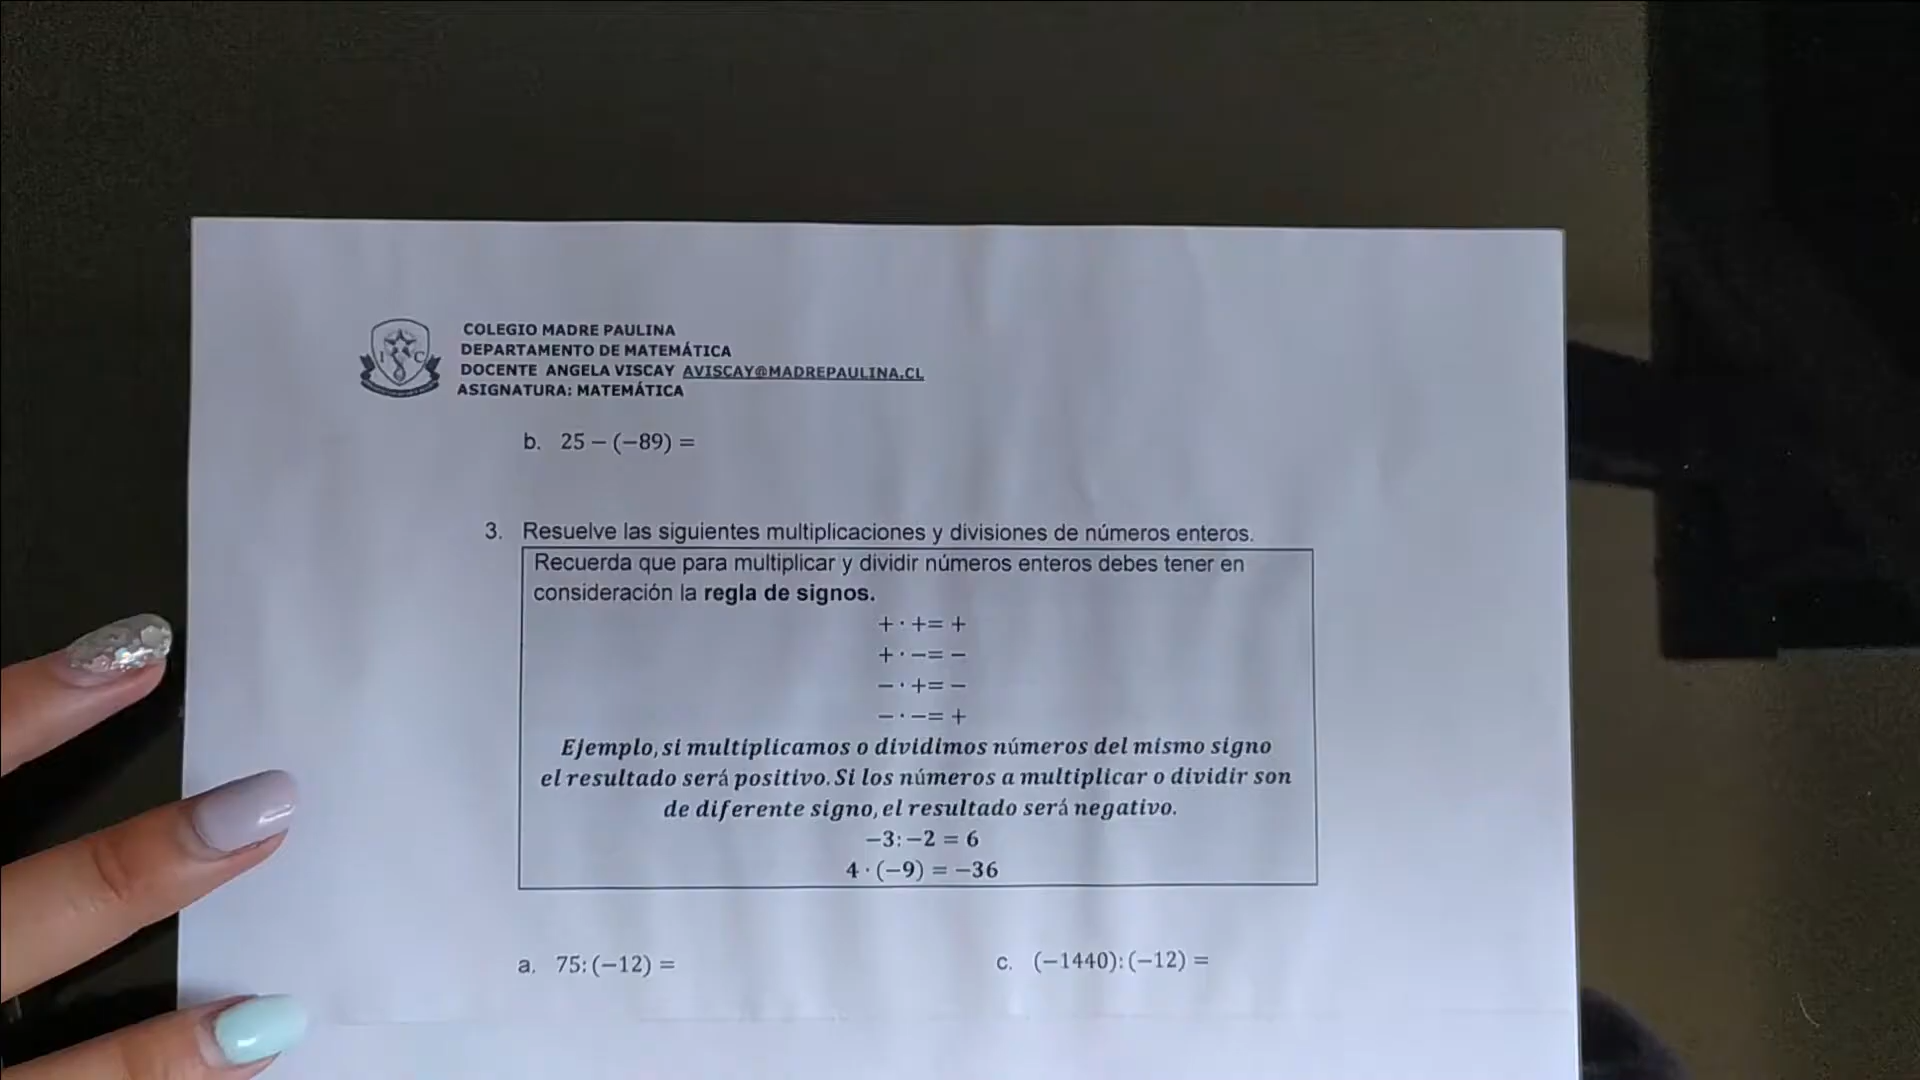 I C
COLEGIO MADRE PAULINA
DEPARTAMENTO DE MATEMÁTICA
DOCENTE ANGELA VISCAY AVISCAY@MADREPAULINA.CL
ASIGNATURA: MATEMÁTICA
b. 25 − (−89) =
3. Resuelve las siguientes multiplicaciones y divisiones de números enteros.
Recuerda que para multiplicar y dividir números enteros debes tener en
consideración la regla de signos.
+ · += +
+ · −= −
− · += −
− · −= +
Ejemplo, si multiplicamos o dividimos números del mismo signo
el resultado será positivo. Si los números a multiplicar o dividir son
de diferente signo, el resultado será negativo.
−3: −2 = 6
4 · (−9) = −36
a. 75: (−12) =
c. (−1440): (−12) =